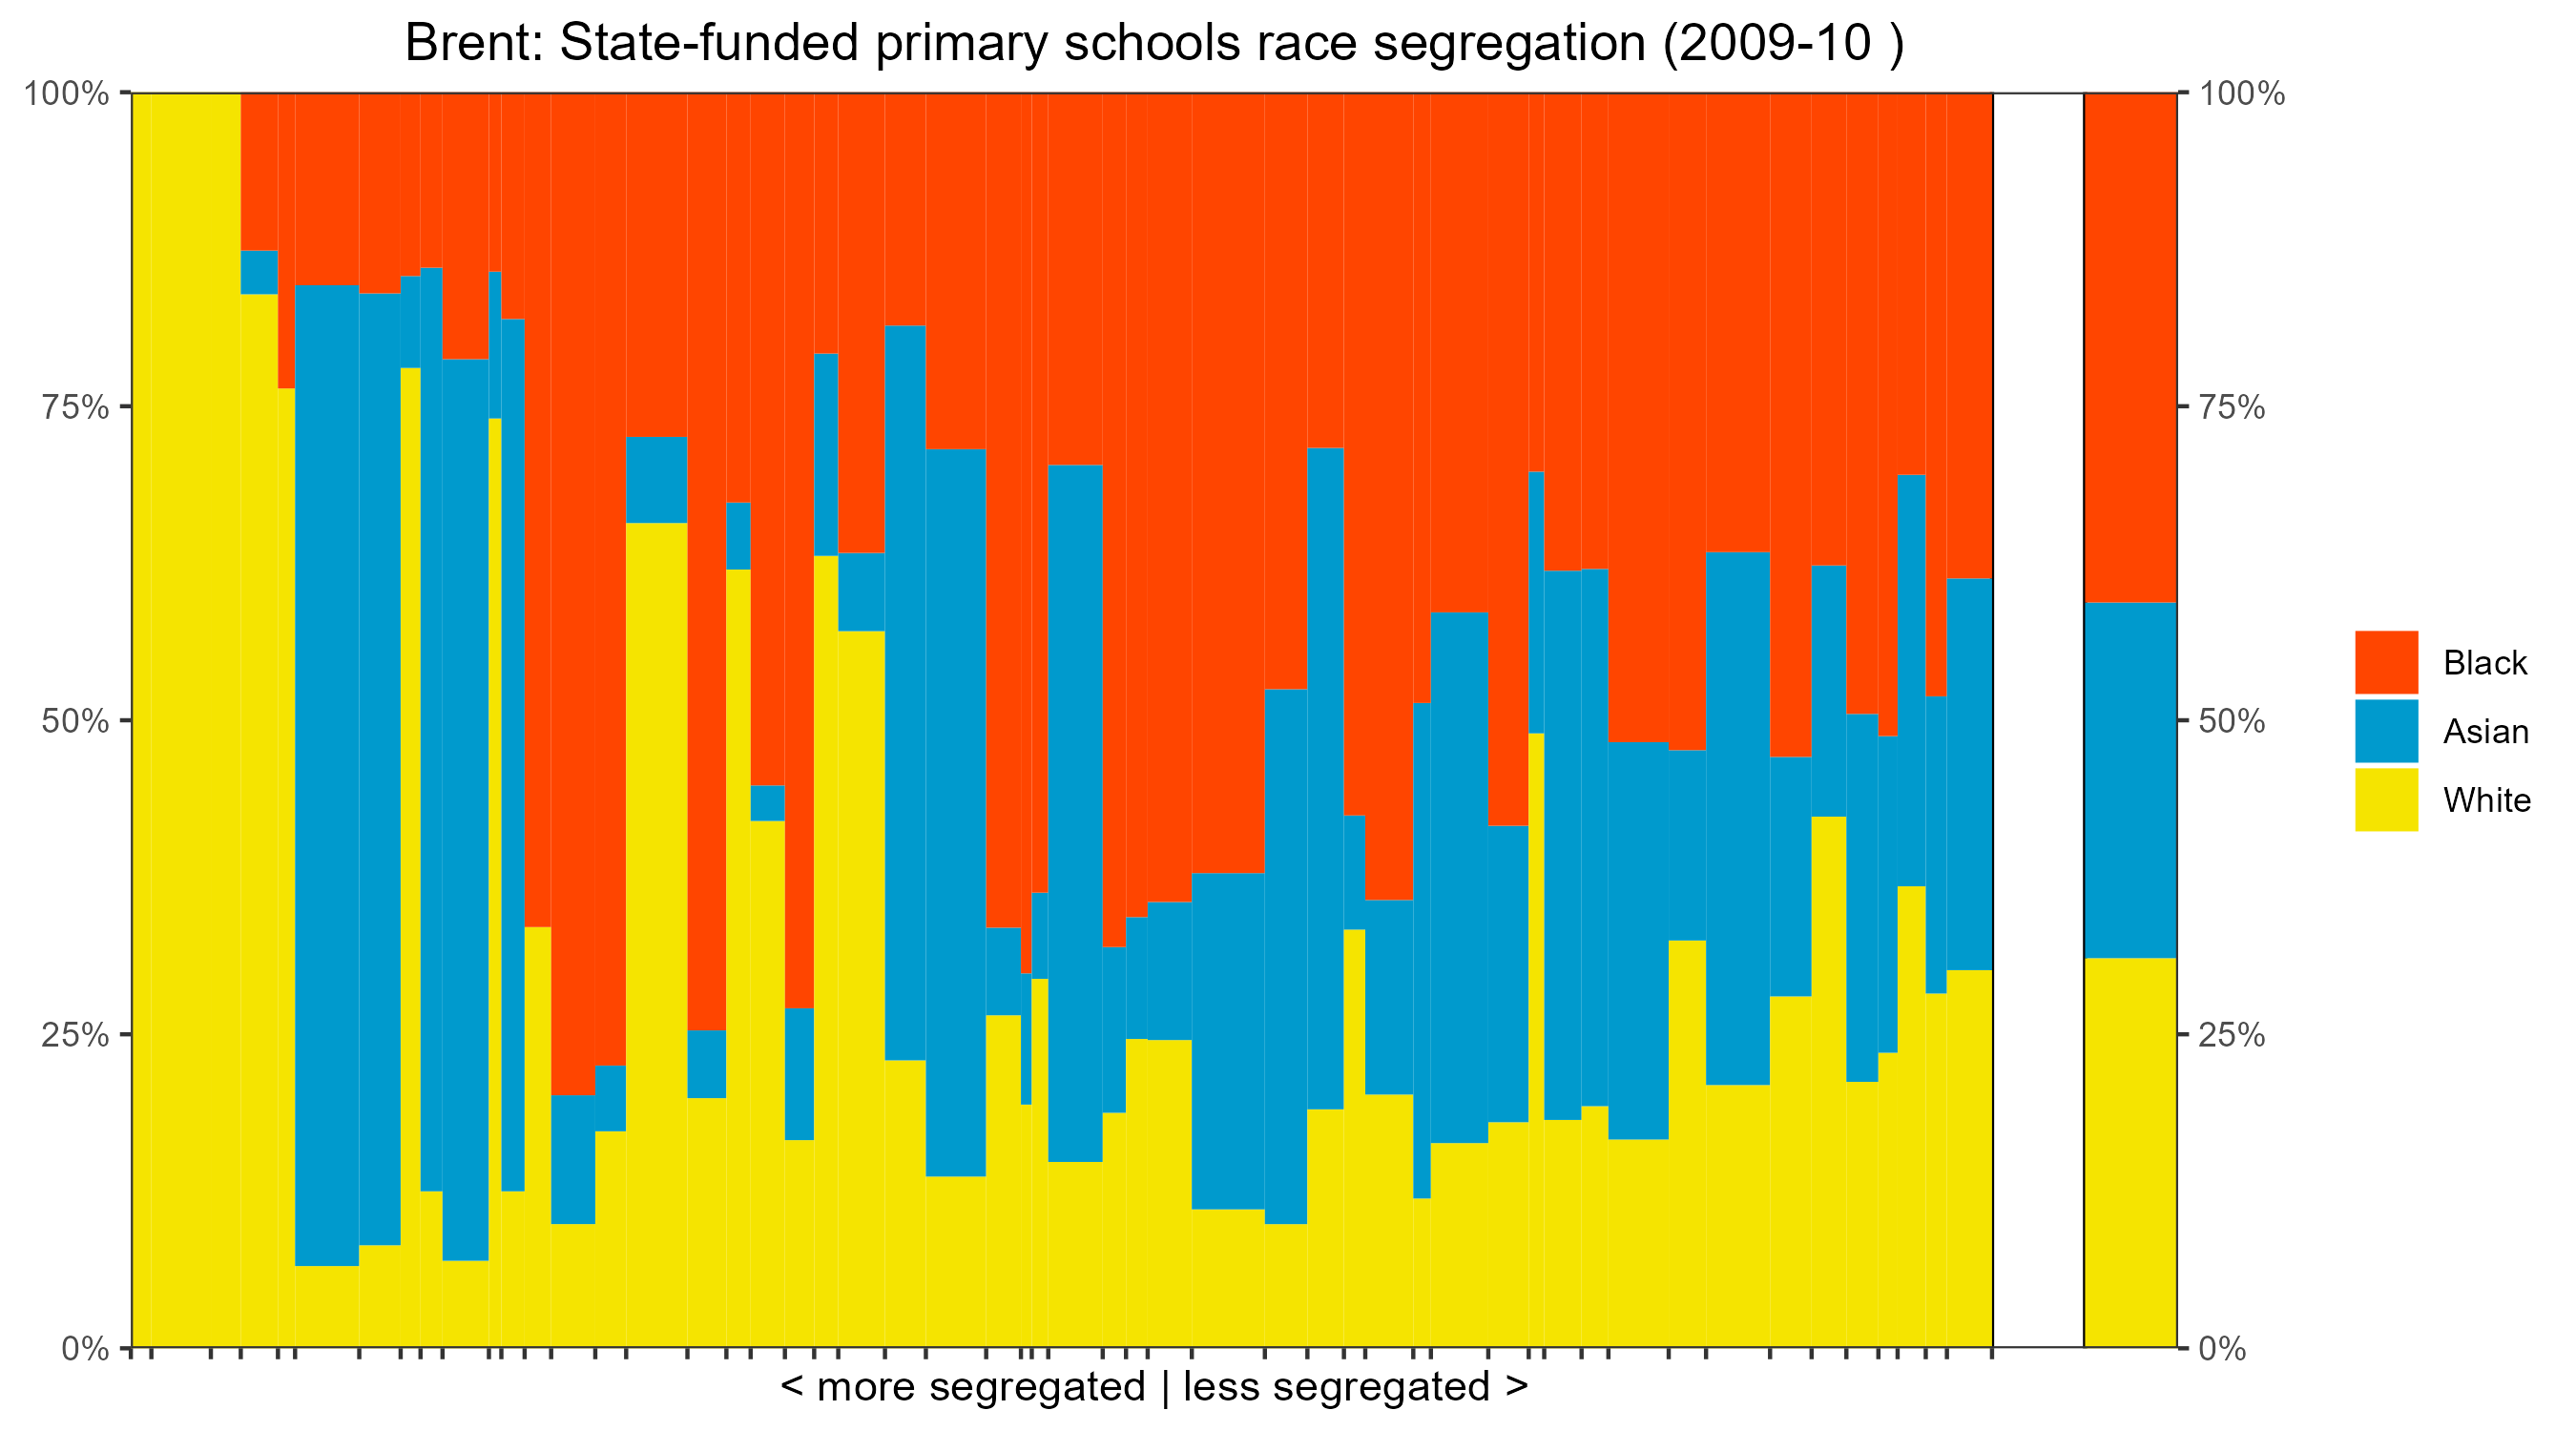 Brent: State-funded primary schools race segregation (2009-10 )
100%
75%
50%
25%
0%
100%
75%
50%
25%
0%
Black
Asian
White
< more segregated | less segregated >